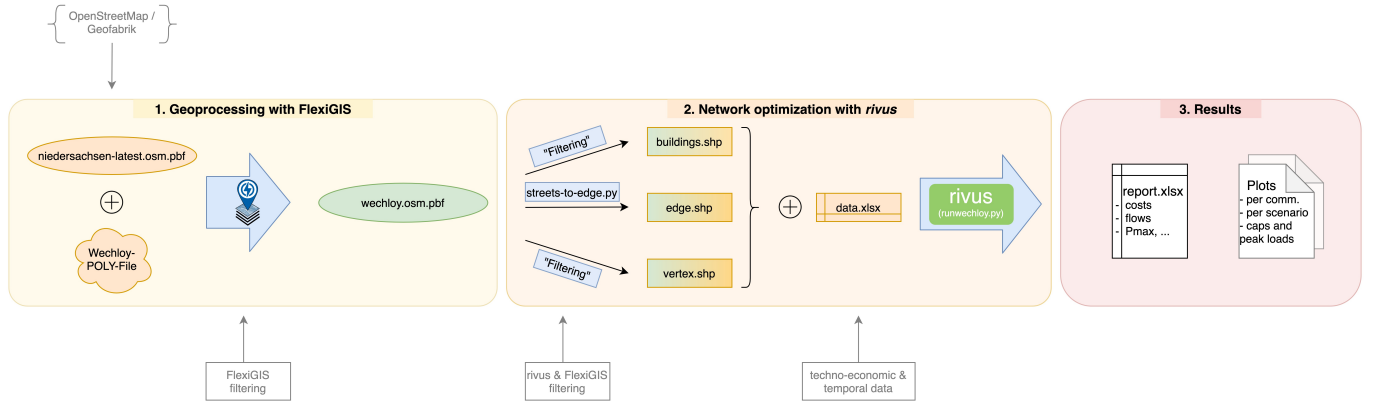 OpenStreetMap /
Geofabrik
1. Geoprocessing with FlexiGIS
niedersachsen-latest.osm.pbf
Wechloy-
POLY-File
wechloy.osm.pbf
FlexiGIS
filtering
2. Network optimization with rivus
"Filtering"
streets-to-edge.py
"Filtering"
buildings.shp
edge.shp
vertex.shp
data.xlsx
rivus
(runwechloy.py)
rivus & FlexiGIS
filtering
techno-economic &
temporal data
3. Results
report.xlsx
- costs
- flows
- Pmax, ...
Plots
- per comm.
- per scenario
- caps and
peak loads